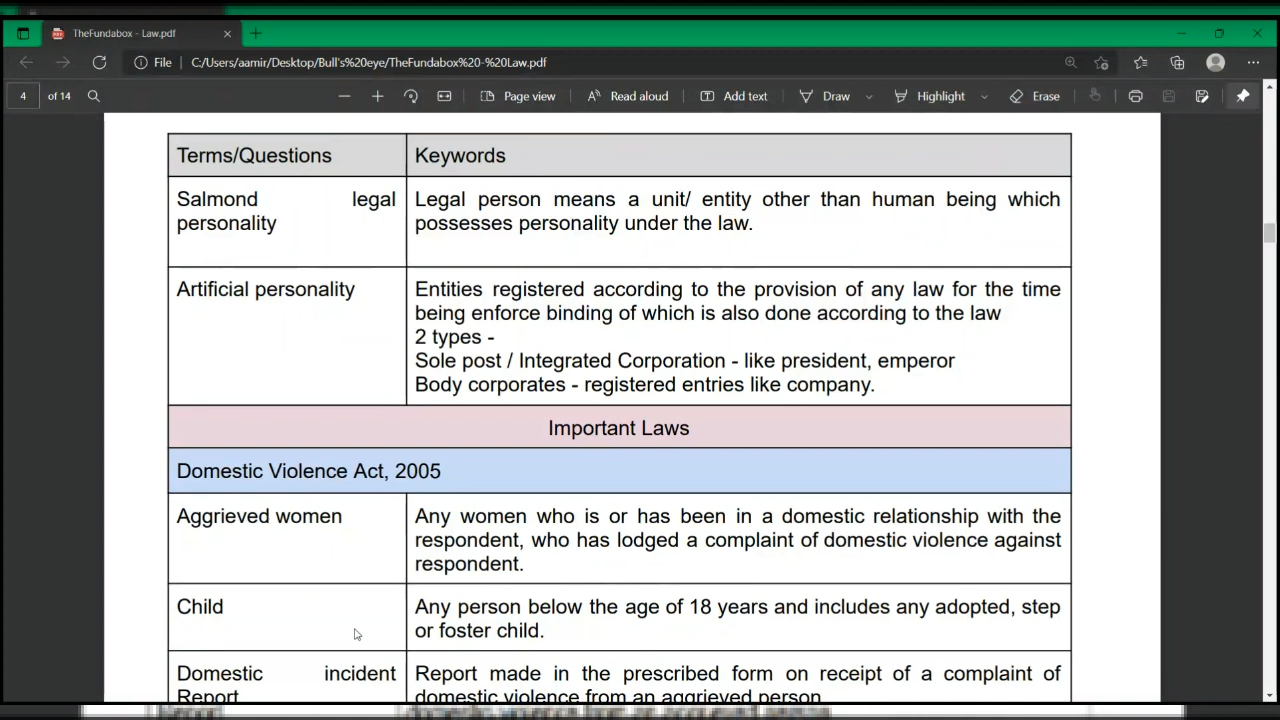 TheFundabox - Law.pdf
File
C:/Users/aamir/Desktop/Bull's%20eye/TheFundabox%20-%20Law.pdf
4 of 14
Page view
Read aloud
Add text
Draw
Highlight
Erase
Terms/Questions
Keywords
Salmond legal
personality
Legal person means a unit/ entity other than human being which
possesses personality under the law.
Artificial personality
Entities registered according to the provision of any law for the time
being enforce binding of which is also done according to the law
2 types -
Sole post / Integrated Corporation - like president, emperor
Body corporates - registered entries like company.
Important Laws
Domestic Violence Act, 2005
Aggrieved women
Any women who is or has been in a domestic relationship with the
respondent, who has lodged a complaint of domestic violence against
respondent.
Child
Any person below the age of 18 years and includes any adopted, step
or foster child.
Domestic incident
Report
Report made in the prescribed form on receipt of a complaint of
domestic violence from an aggrieved person